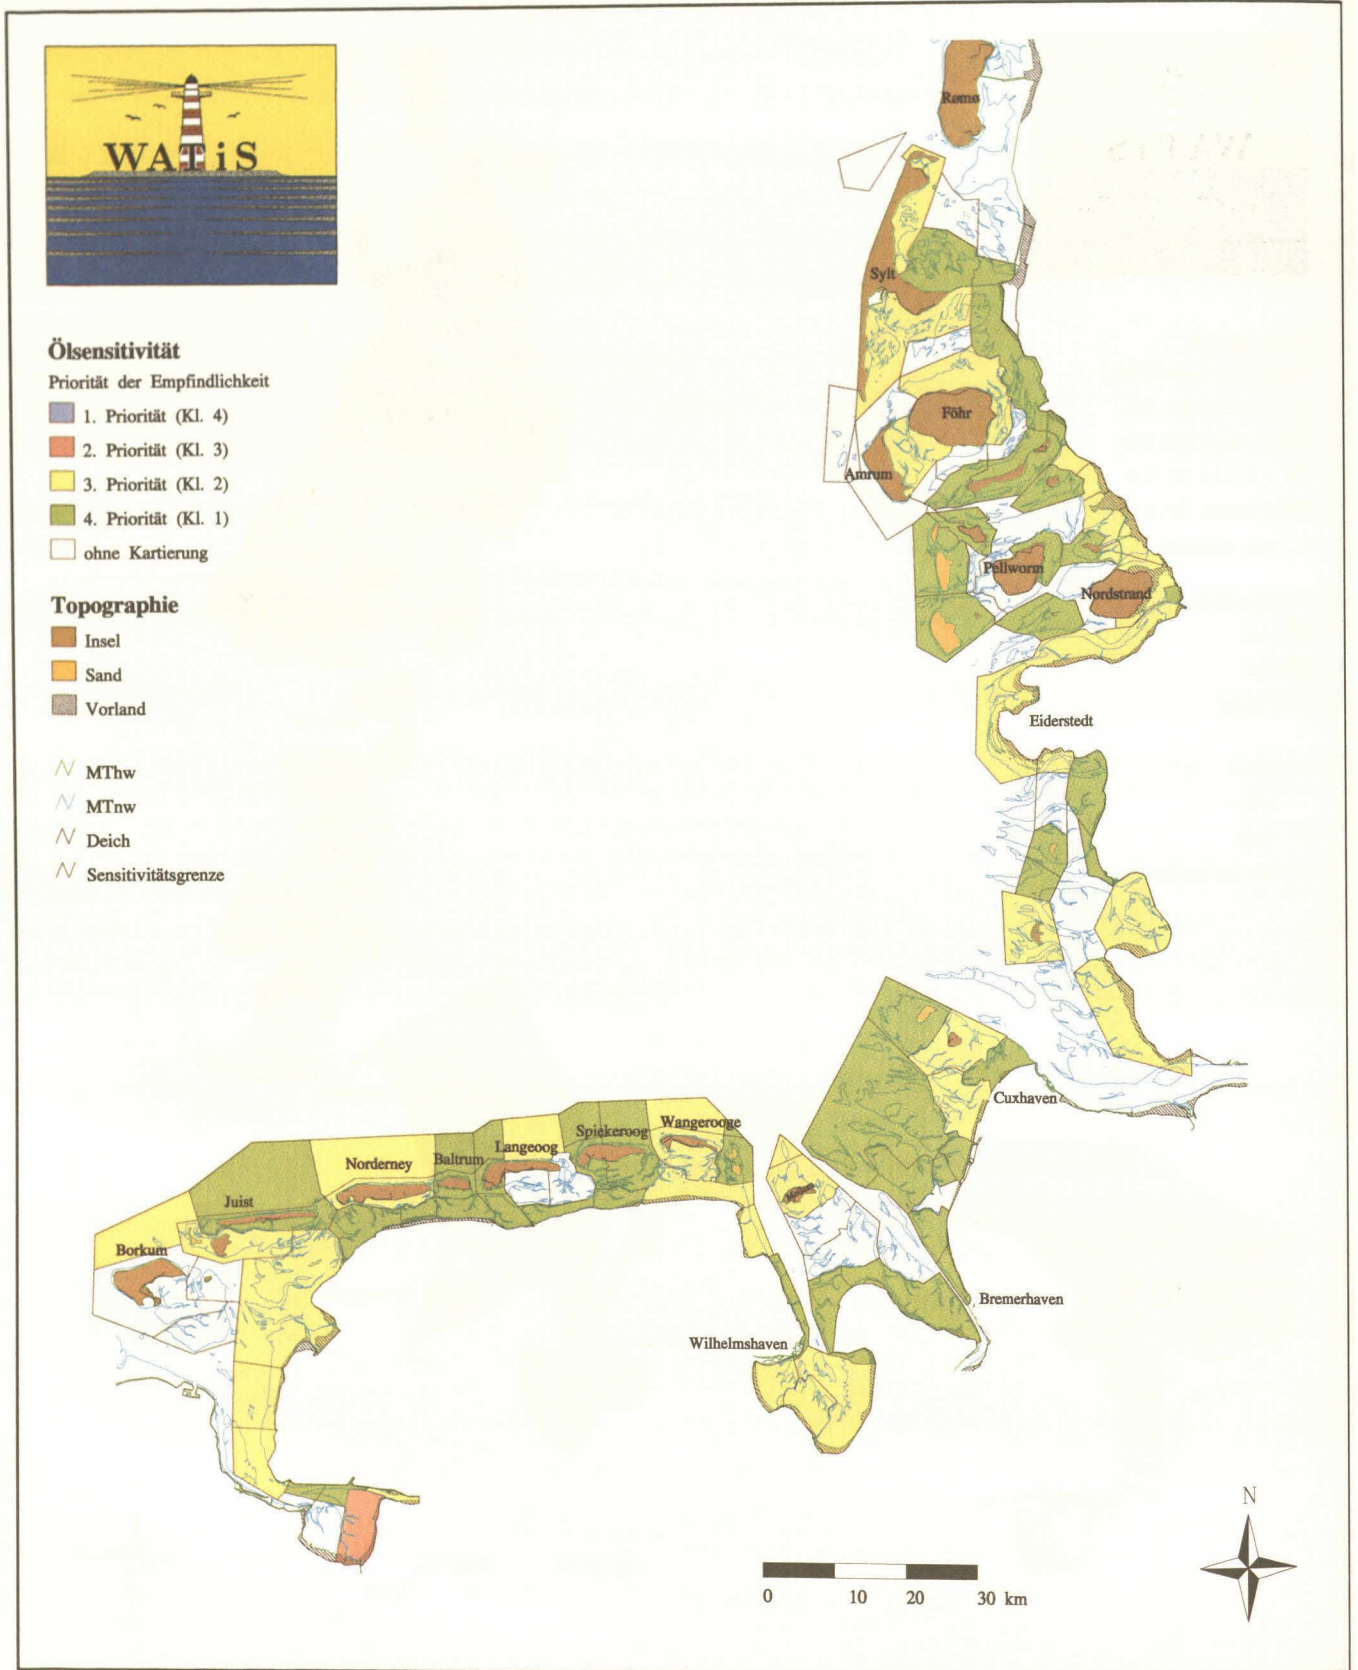 WATiS
Ölsensitivität
Priorität der Empfindlichkeit
1. Priorität (Kl. 4)
2. Priorität (Kl. 3)
3. Priorität (Kl. 2)
4. Priorität (Kl. 1)
ohne Kartierung
Topographie
Insel
Sand
Vorland
MThw
MTnw
Deich
Sensitivitätsgrenze
Rømø
Sylt
Föhr
Amrum
Pellworm
Nordstrand
Eiderstedt
Cuxhaven
Wangerooge
Spiekeroog
Langeoog
Baltrum
Norderney
Juist
Borkum
Bremerhaven
Wilhelmshaven
N
0 10 20 30 km